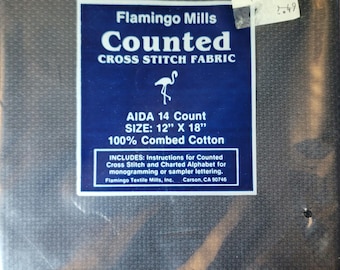 Flamingo Mills
Counted
CROSS STITCH FABRIC
AIDA 14 Count
SIZE: 12" X 18"
100% Combed Cotton
INCLUDES: Instructions for Counted
Cross Stitch and Charted Alphabet for
monogramming or sampler lettering.
Flamingo Textile Mills, Inc. Carson, CA 90746